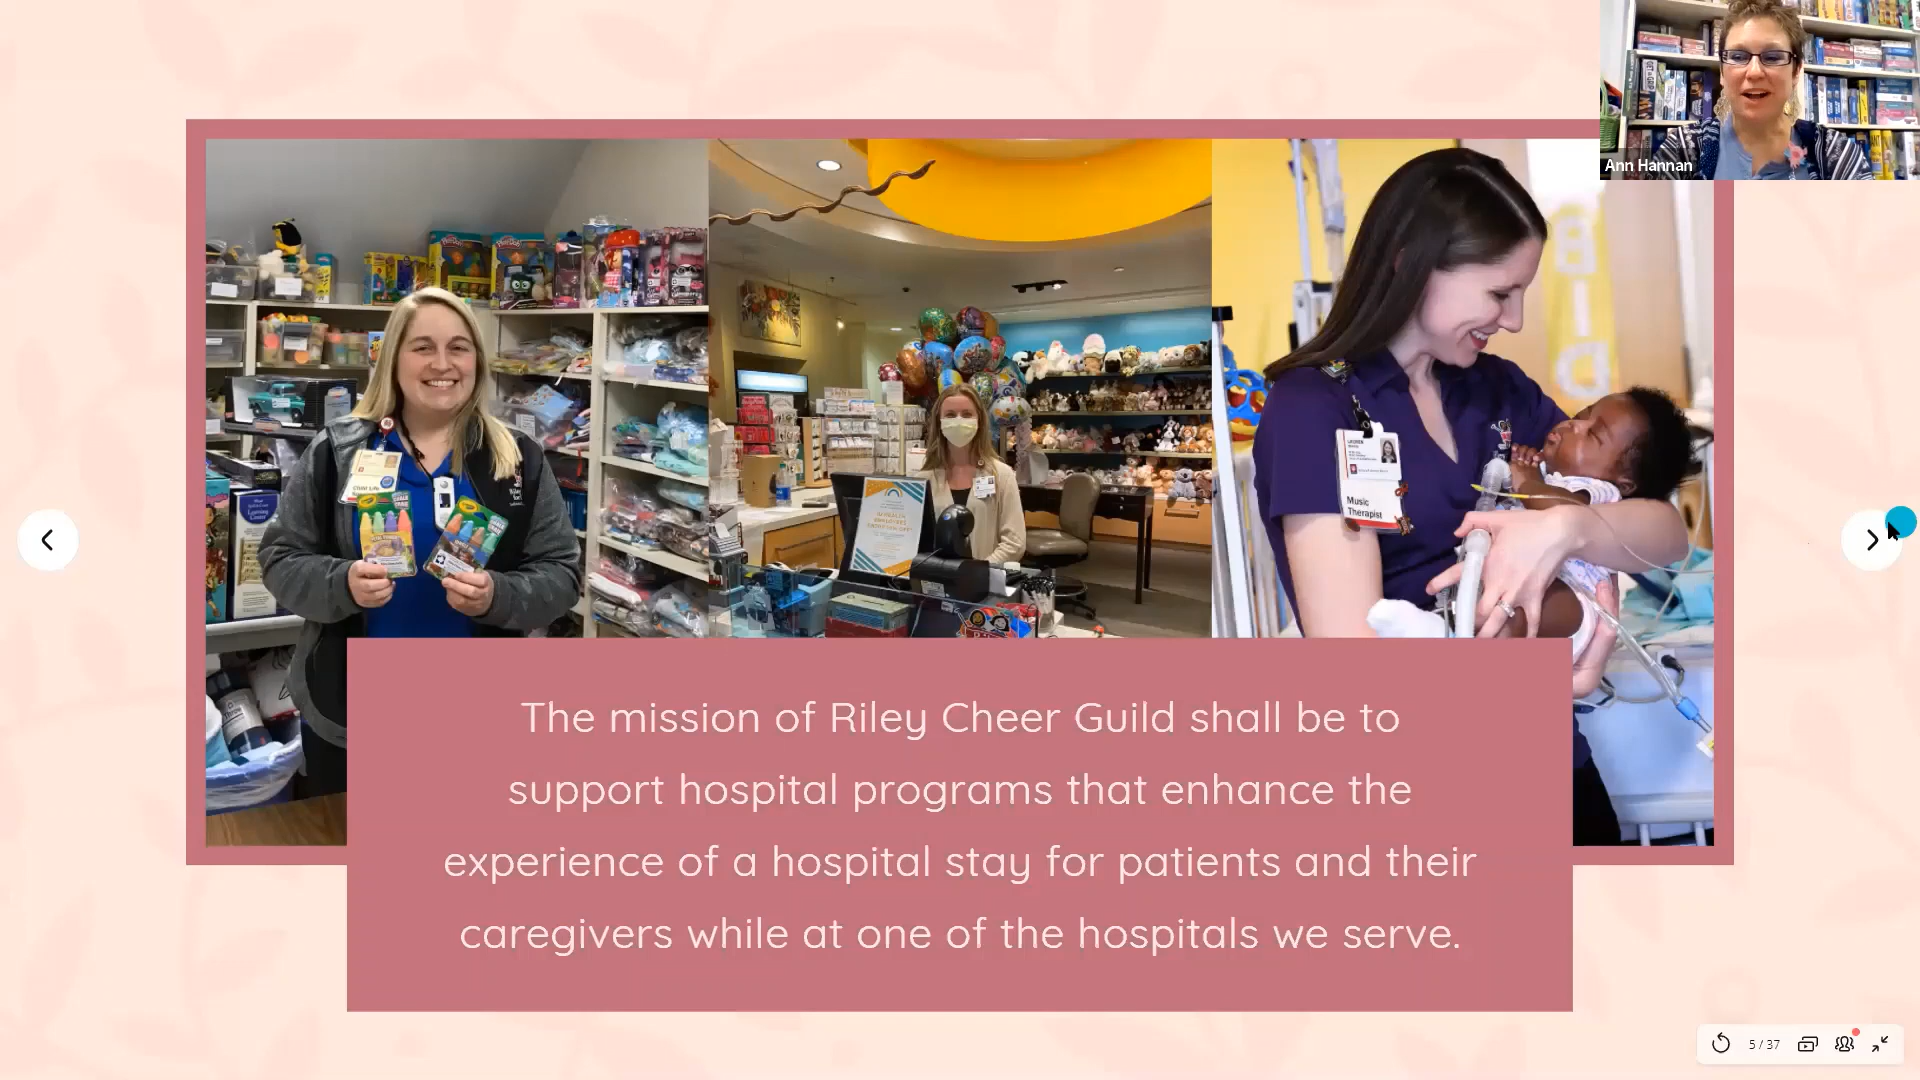 Ann Hannan
Music
Therapist
The mission of Riley Cheer Guild shall be to
support hospital programs that enhance the
experience of a hospital stay for patients and their
caregivers while at one of the hospitals we serve.
5 / 37